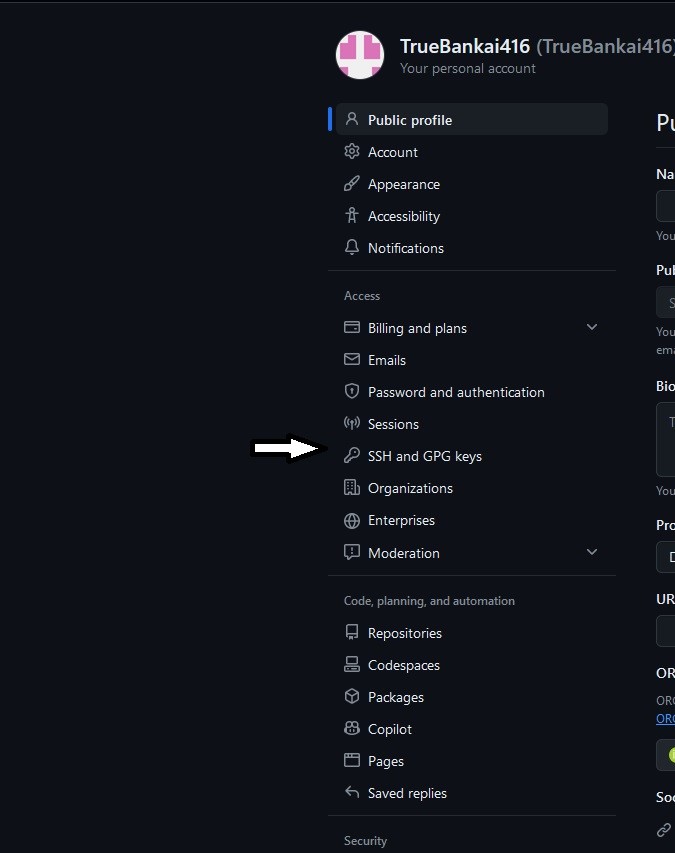 TrueBankai416 (TrueBankai416)
Your personal account
Public profile
Account
Appearance
Accessibility
Notifications
Access
Billing and plans
Emails
Password and authentication
Sessions
SSH and GPG keys
Organizations
Enterprises
Moderation
Code, planning, and automation
Repositories
Codespaces
Packages
Copilot
Pages
Saved replies
Security
Pu
Na
You
Pub
S
You
ema
Bio
T
You
Pro
D
UR
OR
ORC
ORC
Soc